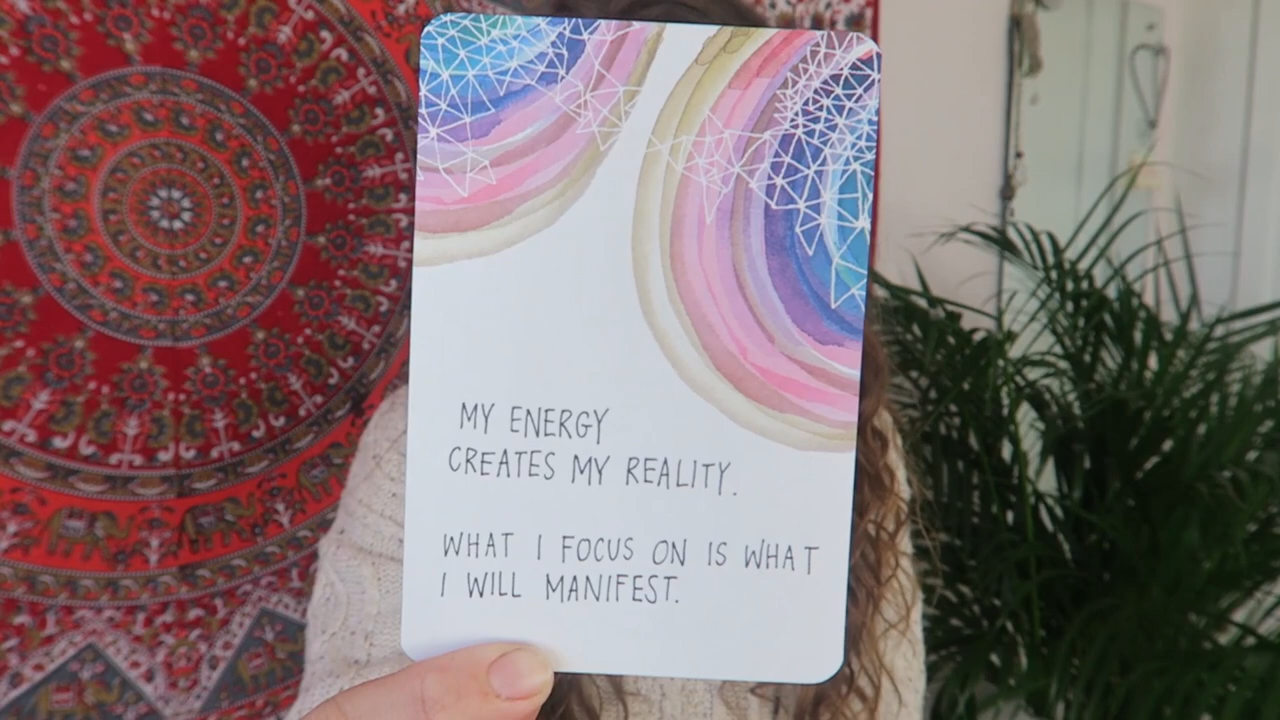 MY ENERGY
CREATES MY REALITY.
WHAT I FOCUS ON IS WHAT
I WILL MANIFEST.